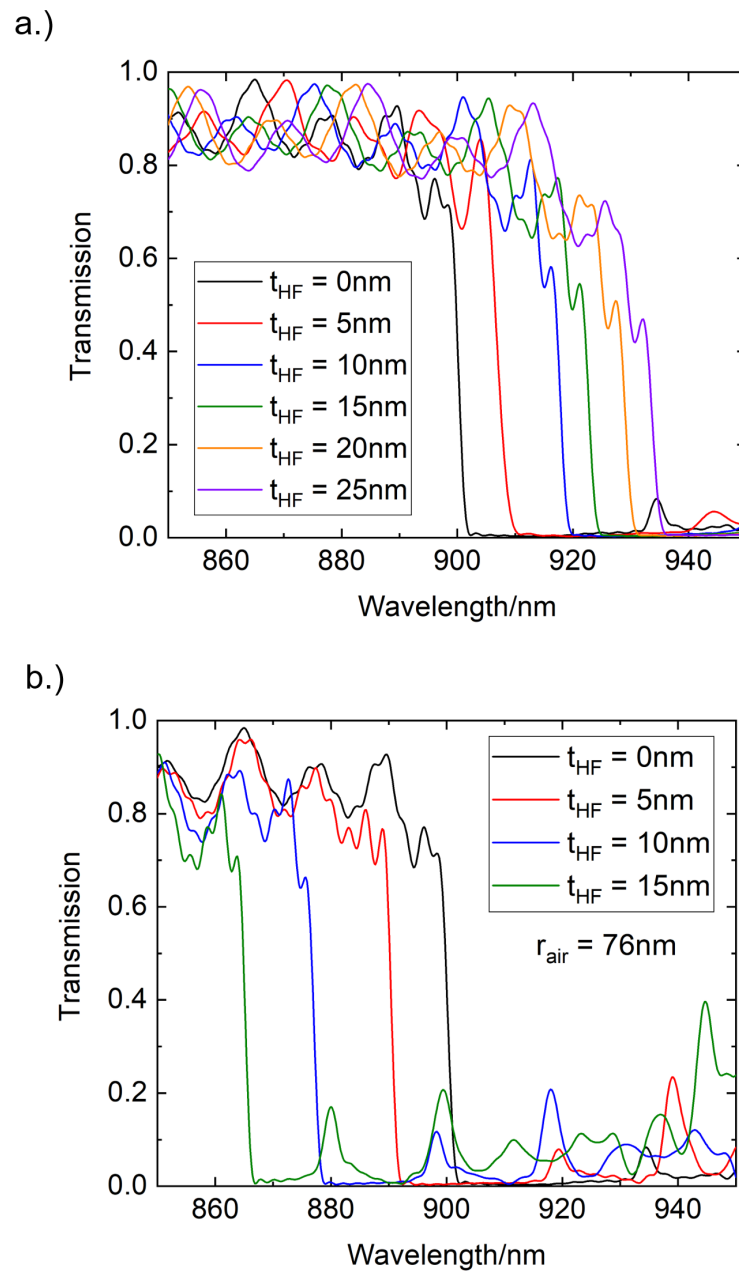 a.)
1.0
0.8
0.6
0.4
0.2
0.0
Transmission
t_HF = 0nm
t_HF = 5nm
t_HF = 10nm
t_HF = 15nm
t_HF = 20nm
t_HF = 25nm
860 880 900 920 940
Wavelength/nm
b.)
1.0
0.8
0.6
0.4
0.2
0.0
Transmission
t_HF = 0nm
t_HF = 5nm
t_HF = 10nm
t_HF = 15nm
r_air = 76nm
860 880 900 920 940
Wavelength/nm